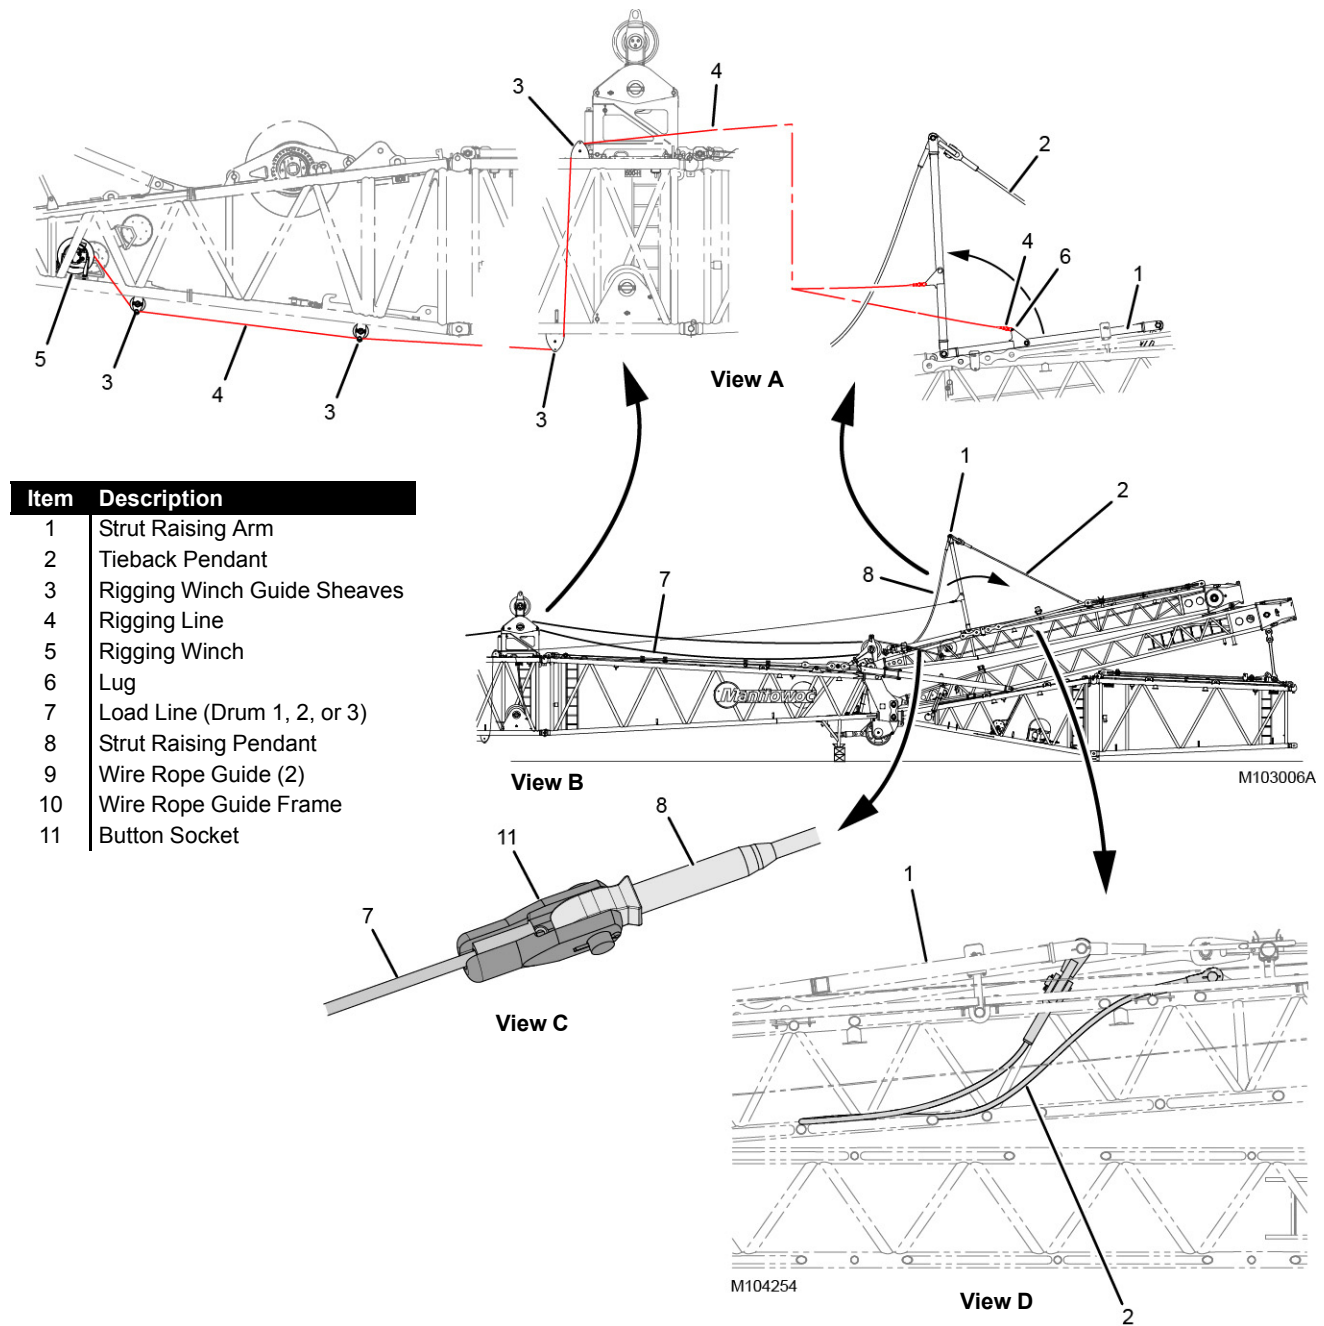 3
4
2
4
6
1
5
3
4
3
3
View A
Item Description
1 Strut Raising Arm
2 Tieback Pendant
3 Rigging Winch Guide Sheaves
4 Rigging Line
5 Rigging Winch
6 Lug
7 Load Line (Drum 1, 2, or 3)
8 Strut Raising Pendant
9 Wire Rope Guide (2)
10 Wire Rope Guide Frame
11 Button Socket
1
2
7
8
Manitowoc
View B
M103006A
8
11
7
View C
1
M104254
View D
2